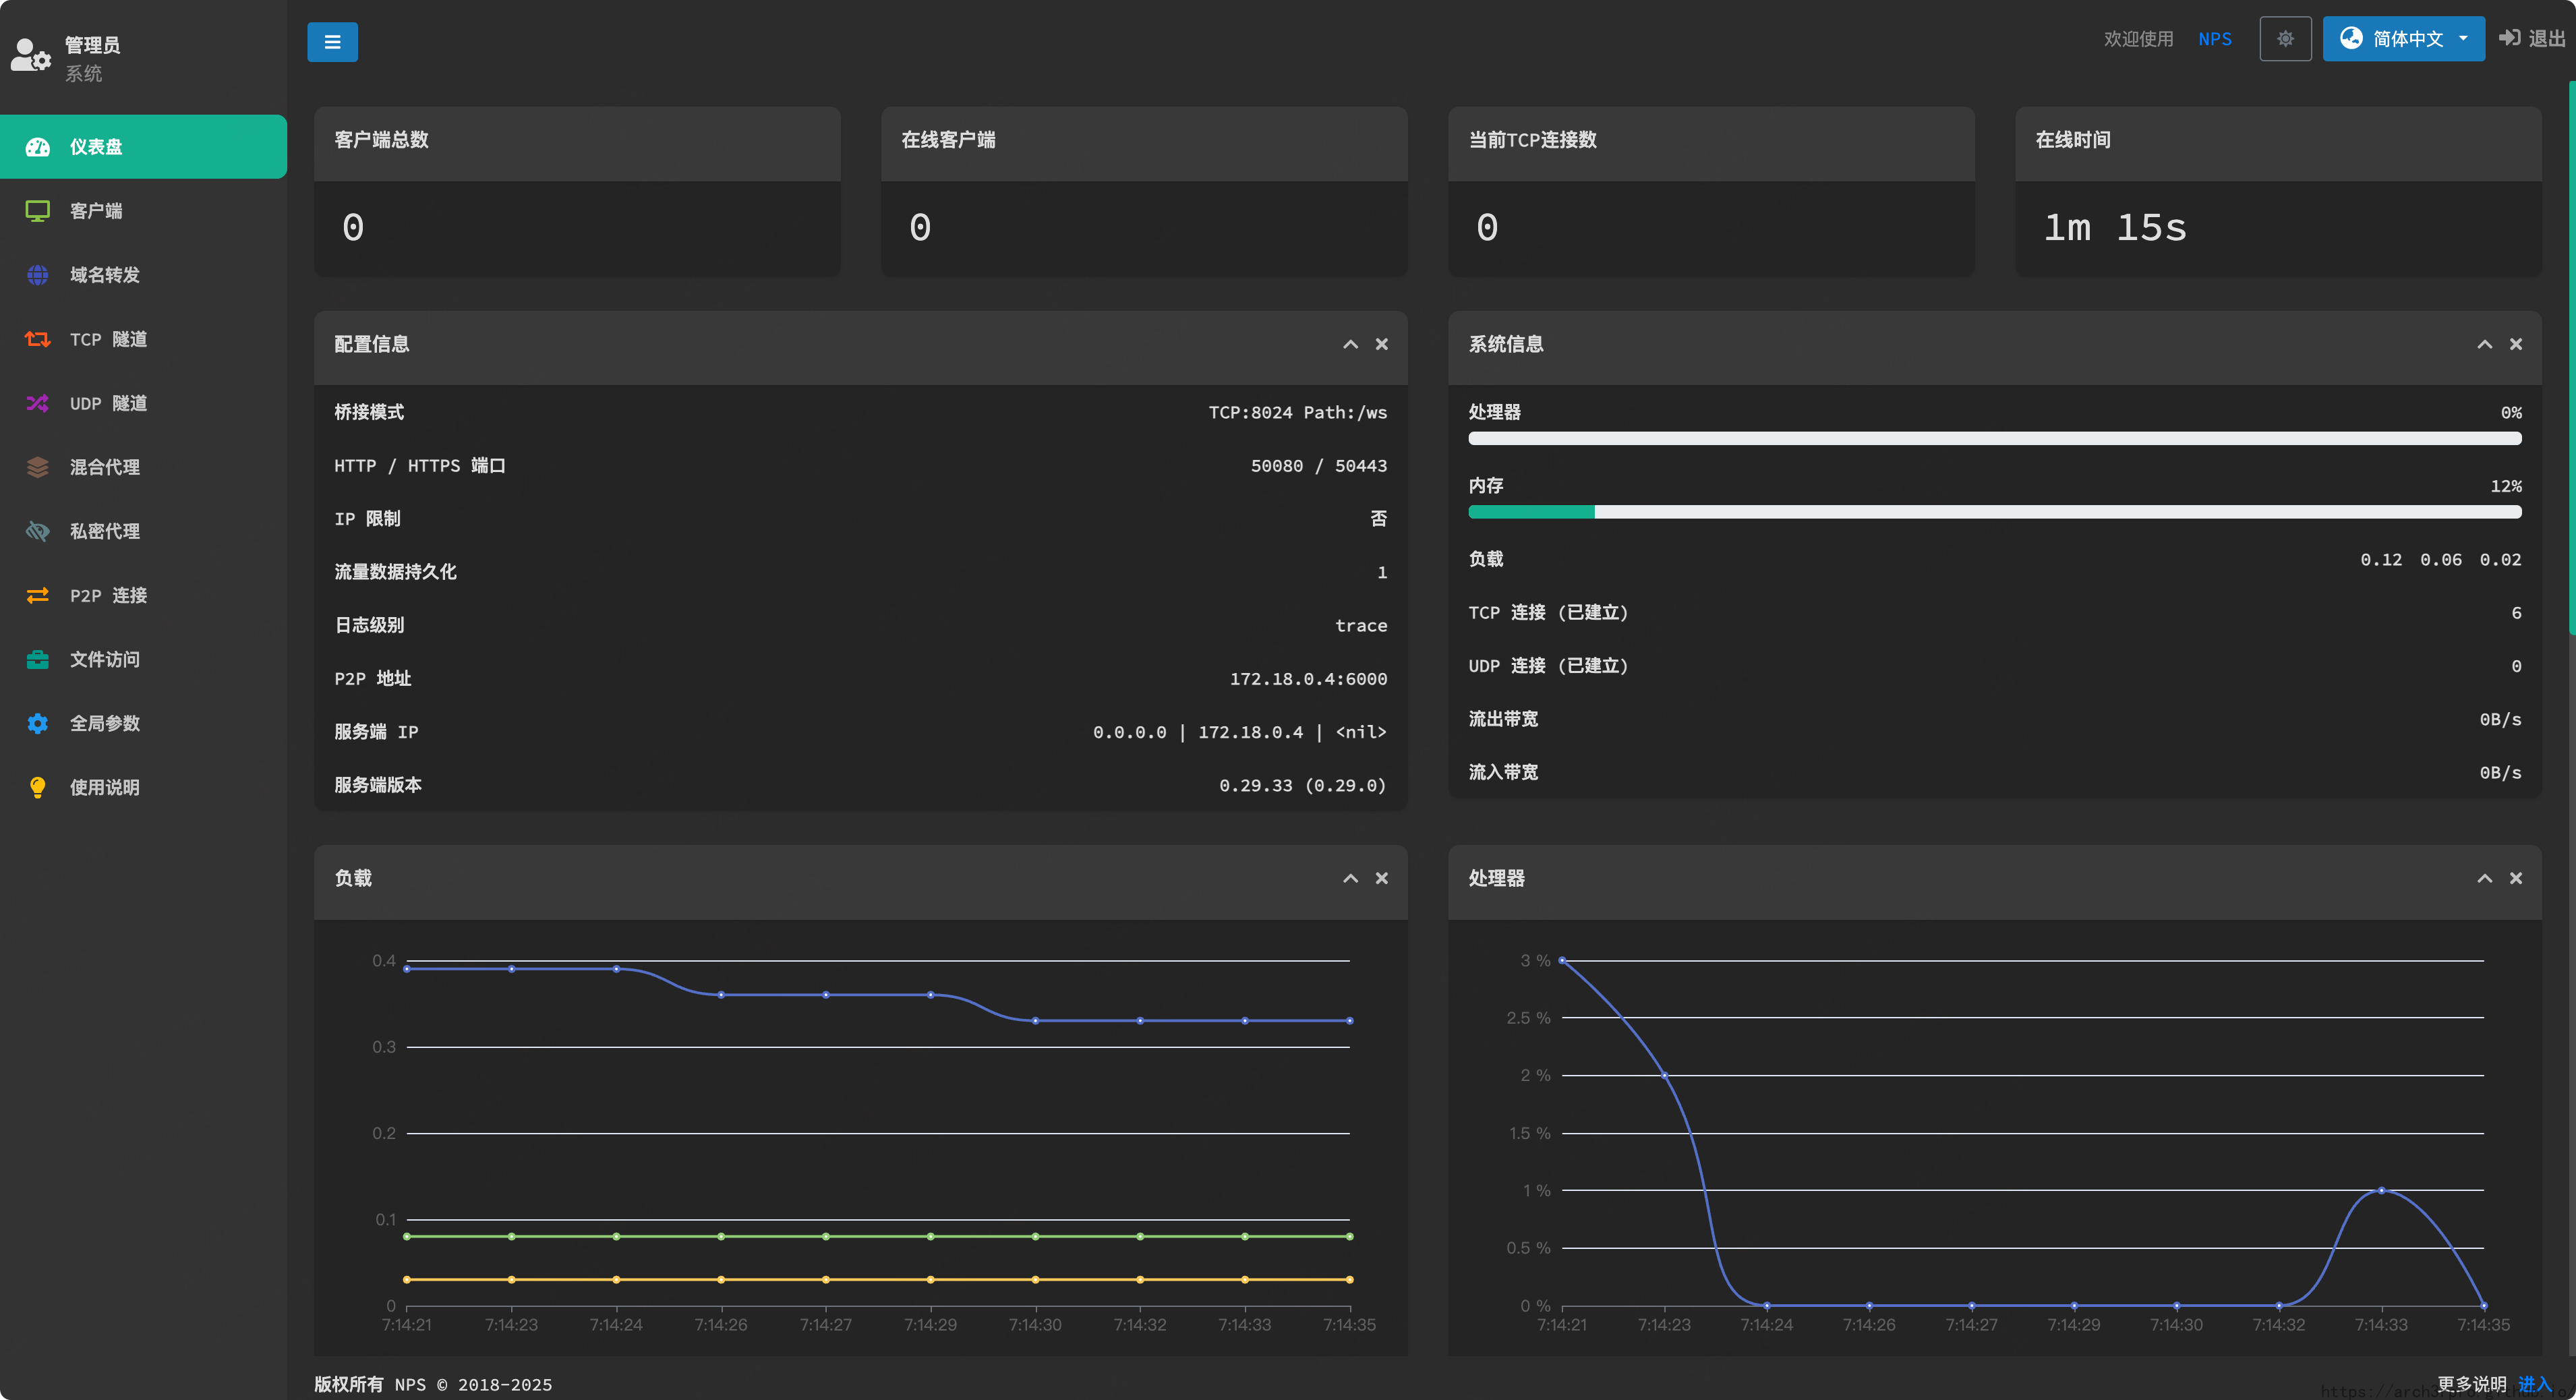 管理员
系统
欢迎使用 NPS
简体中文
退出
仪表盘
客户端
域名转发
TCP 隧道
UDP 隧道
混合代理
私密代理
P2P 连接
文件访问
全局参数
使用说明
客户端总数
0
在线客户端
0
当前TCP连接数
0
在线时间
1m 15s
配置信息
桥接模式 TCP:8024 Path:/ws
HTTP / HTTPS 端口 50080 / 50443
IP 限制 否
流量数据持久化 1
日志级别 trace
P2P 地址 172.18.0.4:6000
服务端 IP 0.0.0.0 | 172.18.0.4 | <nil>
服务端版本 0.29.33 (0.29.0)
系统信息
处理器 0%
内存 12%
负载 0.12 0.06 0.02
TCP 连接 (已建立) 6
UDP 连接 (已建立) 0
流出带宽 0B/s
流入带宽 0B/s
负载
0.4
0.3
0.2
0.1
0
7:14:21 7:14:23 7:14:24 7:14:26 7:14:27 7:14:29 7:14:30 7:14:32 7:14:33 7:14:35
处理器
3 %
2.5 %
2 %
1.5 %
1 %
0.5 %
0 %
7:14:21 7:14:23 7:14:24 7:14:26 7:14:27 7:14:29 7:14:30 7:14:32 7:14:33 7:14:35
版权所有 NPS © 2018-2025
更多说明 进入